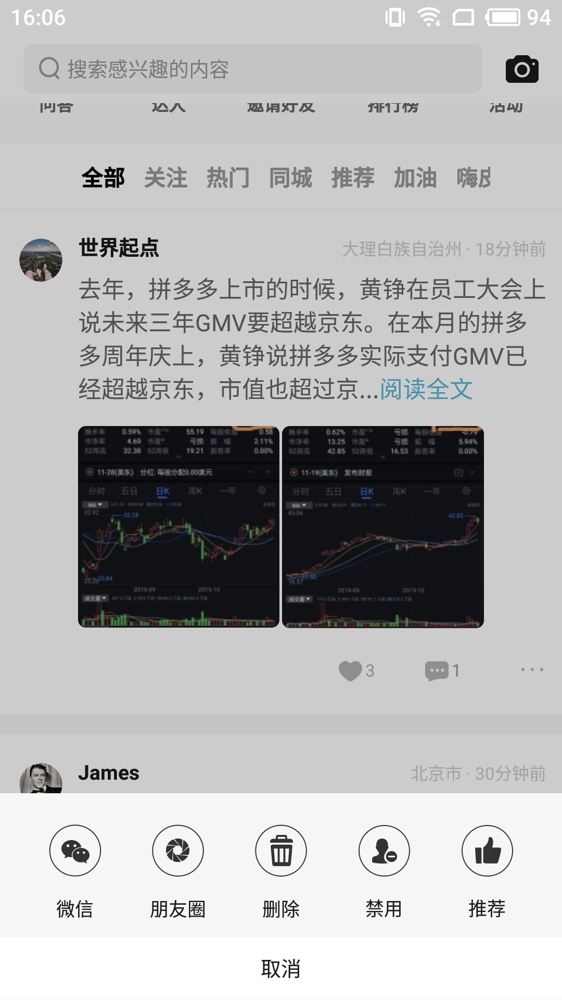 16:06
94
搜索感兴趣的内容
问答 达人 邀请好友 排行榜 活动
全部 关注 热门 同城 推荐 加油 嗨皮
世界起点
大理白族自治州 · 18分钟前
去年，拼多多上市的时候，黄铮在员工大会上
说未来三年GMV要超越京东。在本月的拼多
多周年庆上，黄铮说拼多多实际支付GMV已
经超越京东，市值也超过京...阅读全文
换手率 0.59% 市盈TTM 55.19 每股收益 0.58
市净率 4.69 市盈 亏损 振幅 2.11%
52周高 32.38 52周低 19.21 股息率 0.00%
11-28(美东) 分红: 每股分配0.00美元
分时 五日 日K 周K 一年
MA
32.92
32.28
25.84
2019-09 2019-10
成交量
换手率 0.62% 市盈TTM 亏损 每股收益 -0.79
市净率 13.25 市盈 亏损 振幅 5.94%
52周高 42.85 52周低 16.53 股息率 0.00%
11-19(美东) 发布财报
分时 五日 日K 周K 一年
MA
45.06
42.85
18.57
2019-09 2019-10
成交量
3
1
James
北京市 · 30分钟前
微信 朋友圈 删除 禁用 推荐
取消